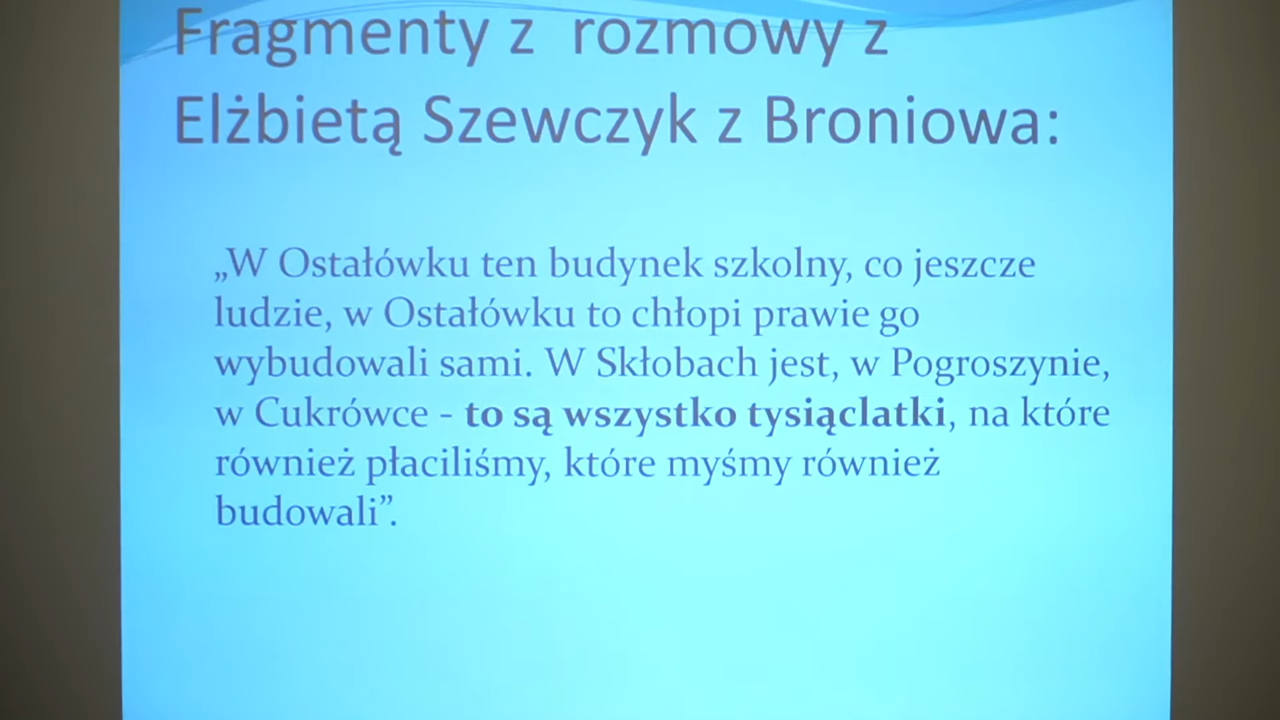 Fragmenty z rozmowy z
Elżbietą Szewczyk z Broniowa:
„W Ostałówku ten budynek szkolny, co jeszcze
ludzie, w Ostałówku to chłopi prawie go
wybudowali sami. W Skłobach jest, w Pogroszynie,
w Cukrówce - to są wszystko tysiąclatki, na które
również płaciliśmy, które myśmy również
budowali”.